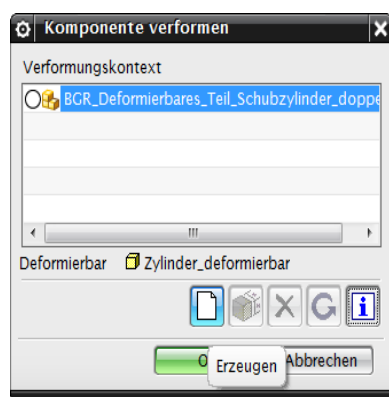 Komponente verformen
Verformungskontext
BGR_Deformierbares_Teil_Schubzylinder_doppe
Deformierbar Zylinder_deformierbar
Erzeugen Abbrechen